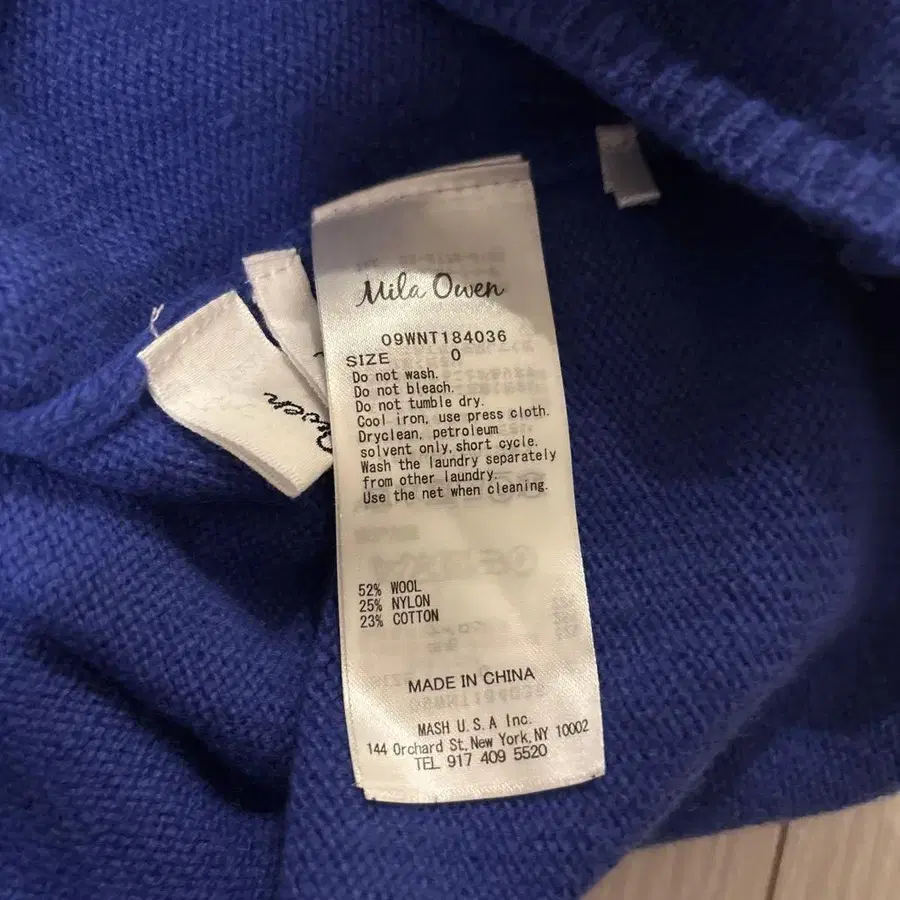 Mila Owen
09WNT184036
SIZE 0
Do not wash.
Do not bleach.
Do not tumble dry.
Cool iron, use press cloth.
Dryclean, petroleum
solvent only, short cycle.
Wash the laundry separately
from other laundry.
Use the net when cleaning.
52% WOOL
25% NYLON
23% COTTON
MADE IN CHINA
MASH U.S.A Inc.
144 Orchard St, New York, NY 10002
TEL 917 409 5520